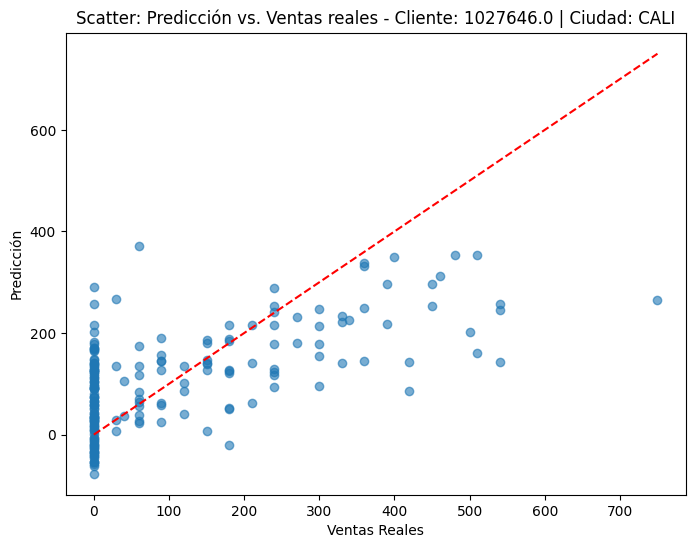 Scatter: Predicción vs. Ventas reales - Cliente: 1027646.0 | Ciudad: CALI
Predicción
600
400
200
0
0 100 200 300 400 500 600 700
Ventas Reales